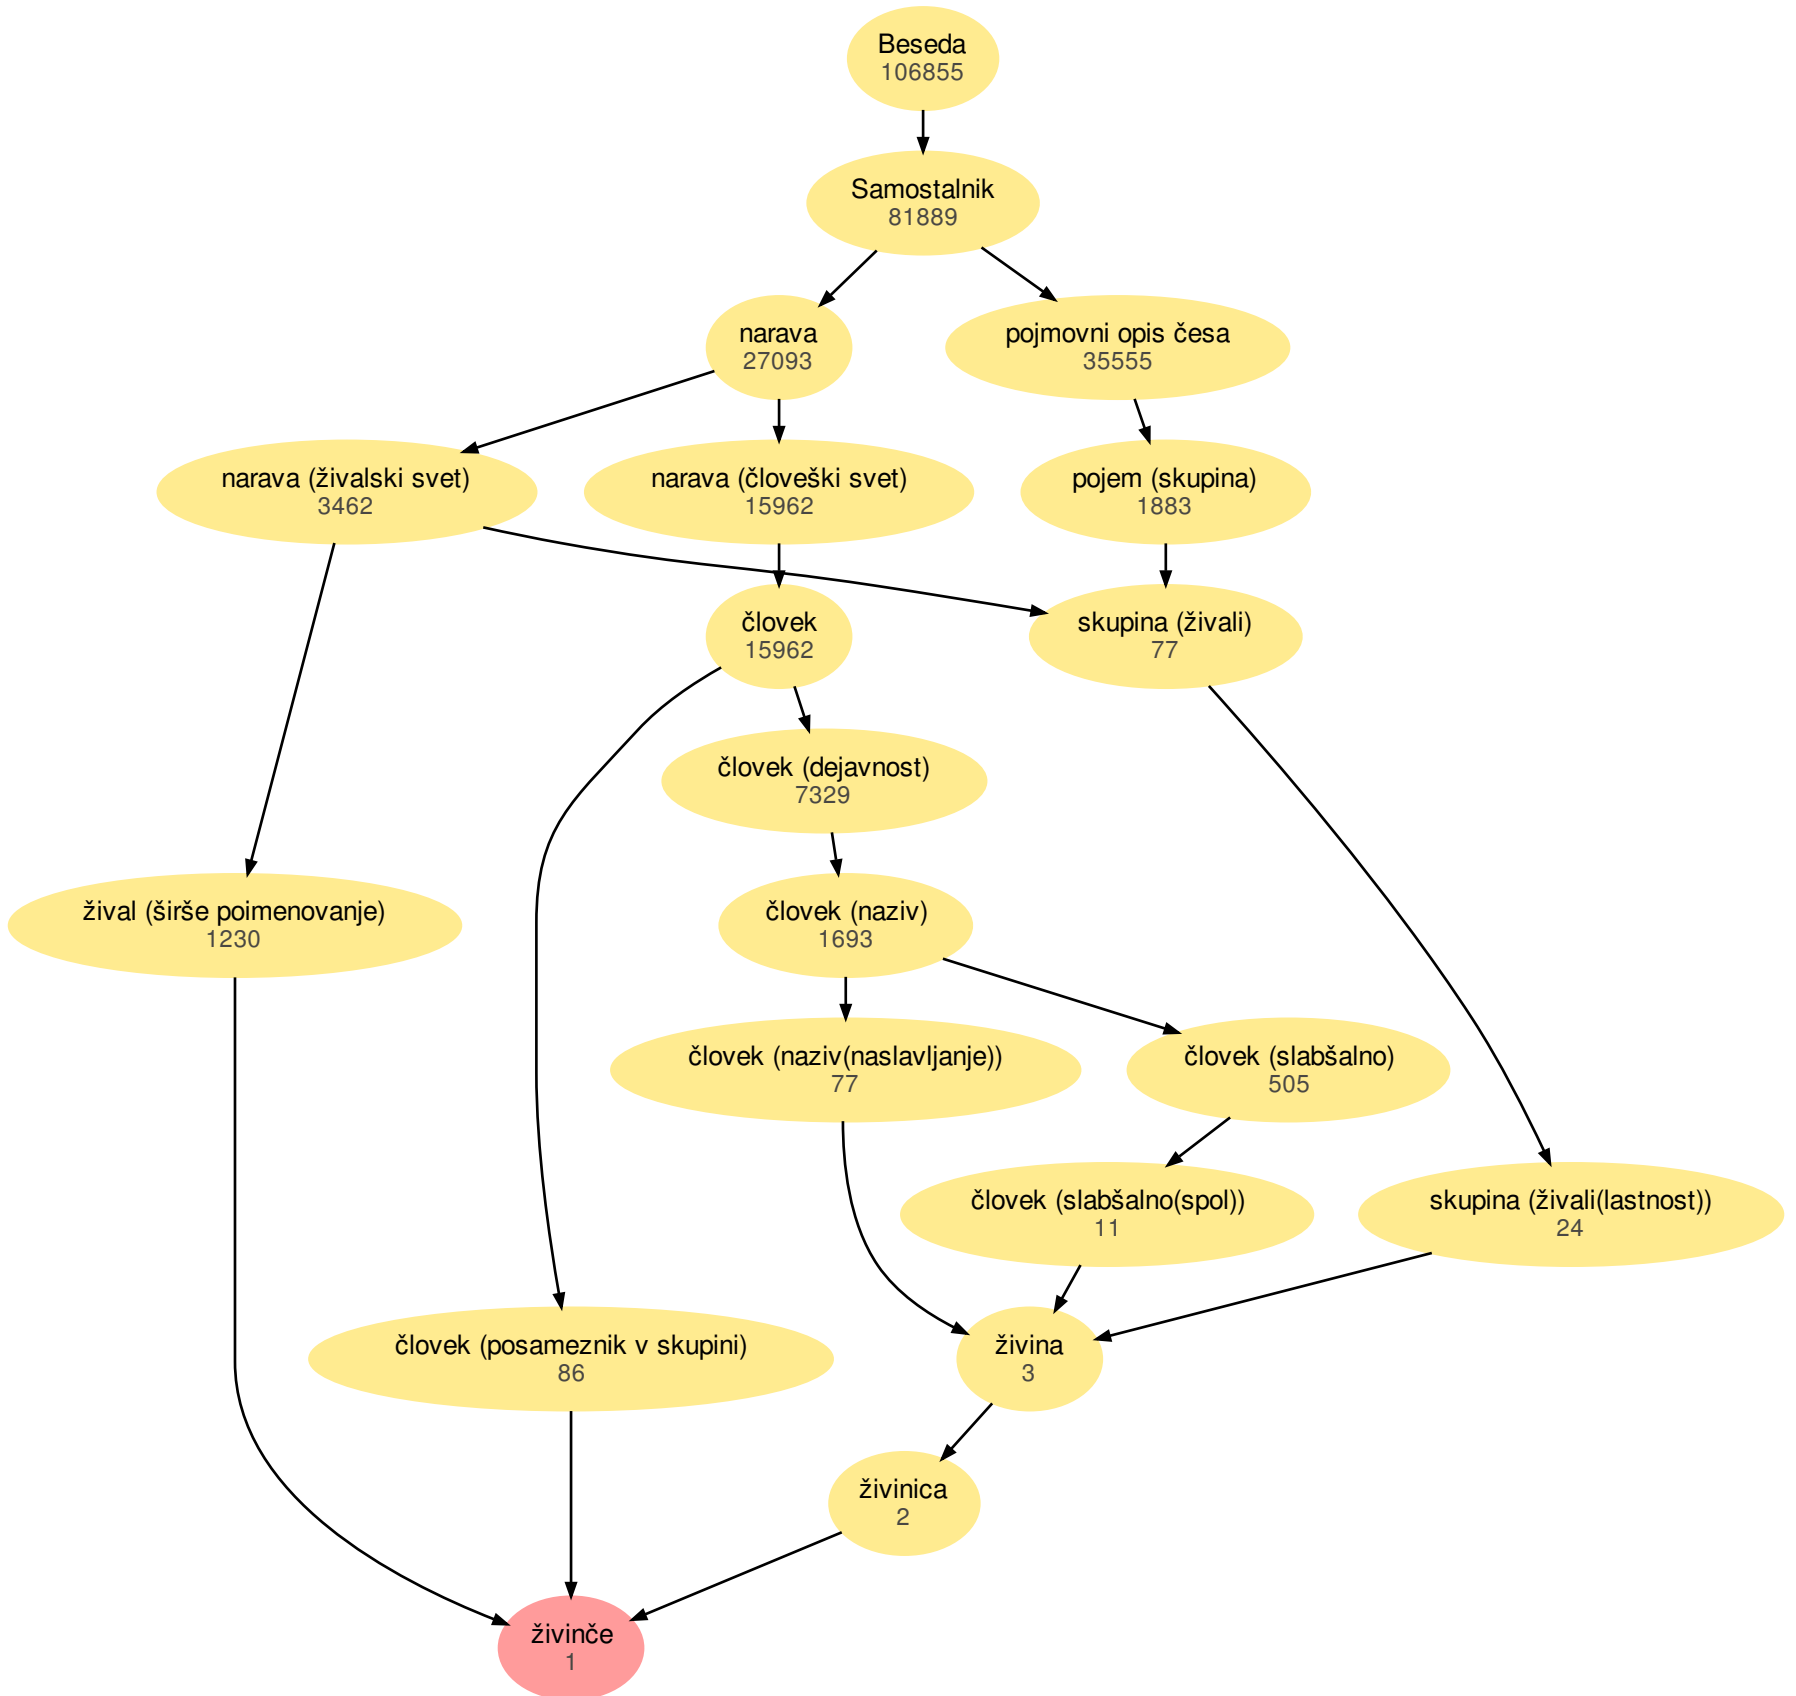 Beseda
106855
Samostalnik
81889
narava
27093
pojmovni opis česa
35555
narava (živalski svet)
3462
narava (človeški svet)
15962
pojem (skupina)
1883
človek
15962
skupina (živali)
77
človek (dejavnost)
7329
žival (širše poimenovanje)
1230
človek (naziv)
1693
človek (naziv(naslavljanje))
77
človek (slabšalno)
505
človek (slabšalno(spol))
11
skupina (živali(lastnost))
24
človek (posameznik v skupini)
86
živina
3
živinica
2
živinče
1